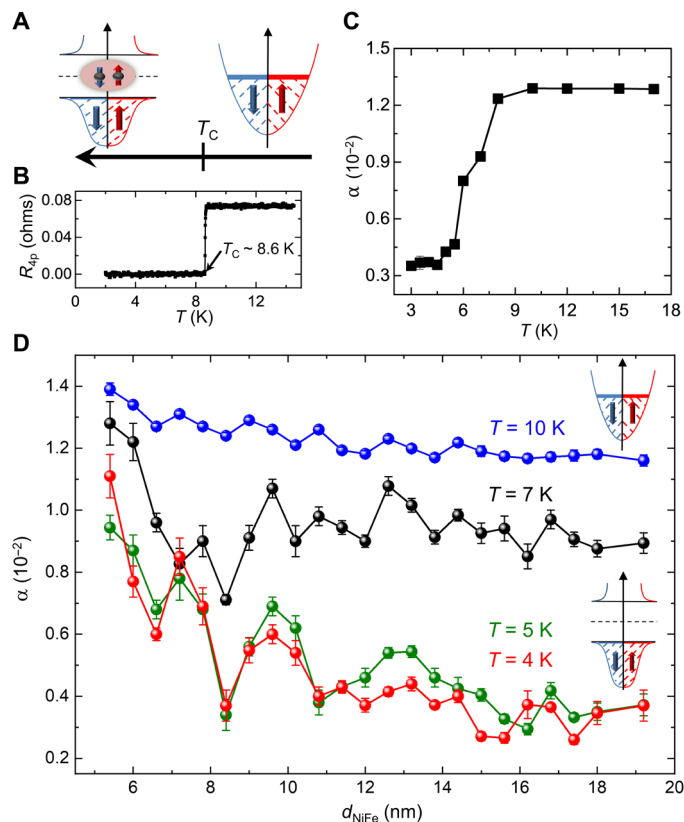 A
T_C
B
R_4p (ohms)
0.08
0.04
0.00
T_C ~ 8.6 K
0 4 8 12
T (K)
C
α (10⁻²)
1.5
1.2
0.9
0.6
0.3
3 6 9 12 15 18
T (K)
D
α (10⁻²)
1.4
1.2
1.0
0.8
0.6
0.4
0.2
T = 10 K
T = 7 K
T = 5 K
T = 4 K
6 8 10 12 14 16 18 20
d_NiFe (nm)